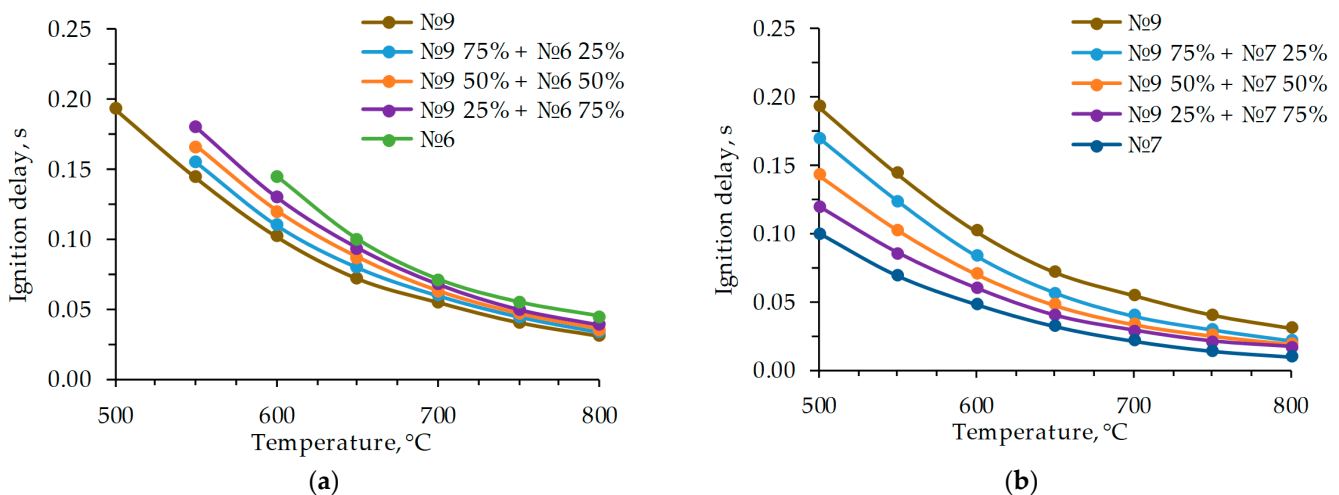 0.25
0.20
0.15
0.10
0.05
0.00
Ignition delay, s
500
600
700
800
Temperature, °C
№9
№9 75% + №6 25%
№9 50% + №6 50%
№9 25% + №6 75%
№6
(a)
0.25
0.20
0.15
0.10
0.05
0.00
Ignition delay, s
500
600
700
800
Temperature, °C
№9
№9 75% + №7 25%
№9 50% + №7 50%
№9 25% + №7 75%
№7
(b)